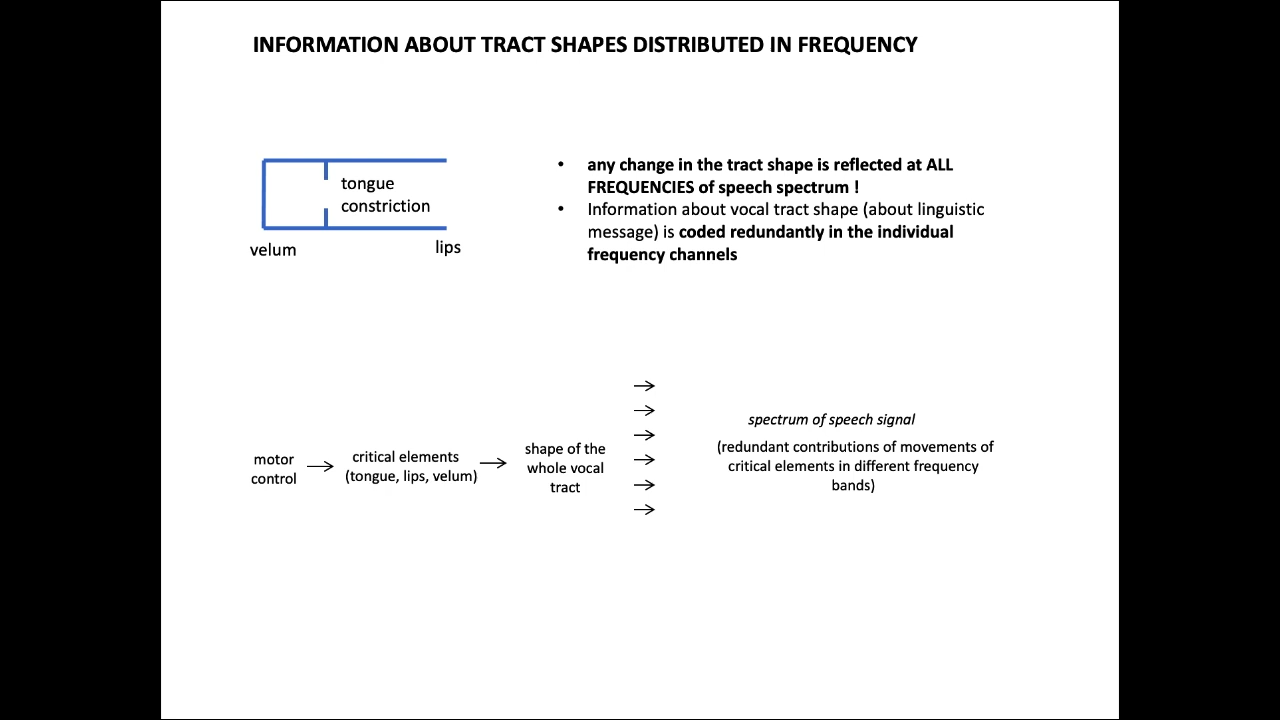 INFORMATION ABOUT TRACT SHAPES DISTRIBUTED IN FREQUENCY
tongue
constriction
velum
lips
• any change in the tract shape is reflected at ALL
FREQUENCIES of speech spectrum !
• Information about vocal tract shape (about linguistic
message) is coded redundantly in the individual
frequency channels
motor
control
critical elements
(tongue, lips, velum)
shape of the
whole vocal
tract
spectrum of speech signal
(redundant contributions of movements of
critical elements in different frequency
bands)